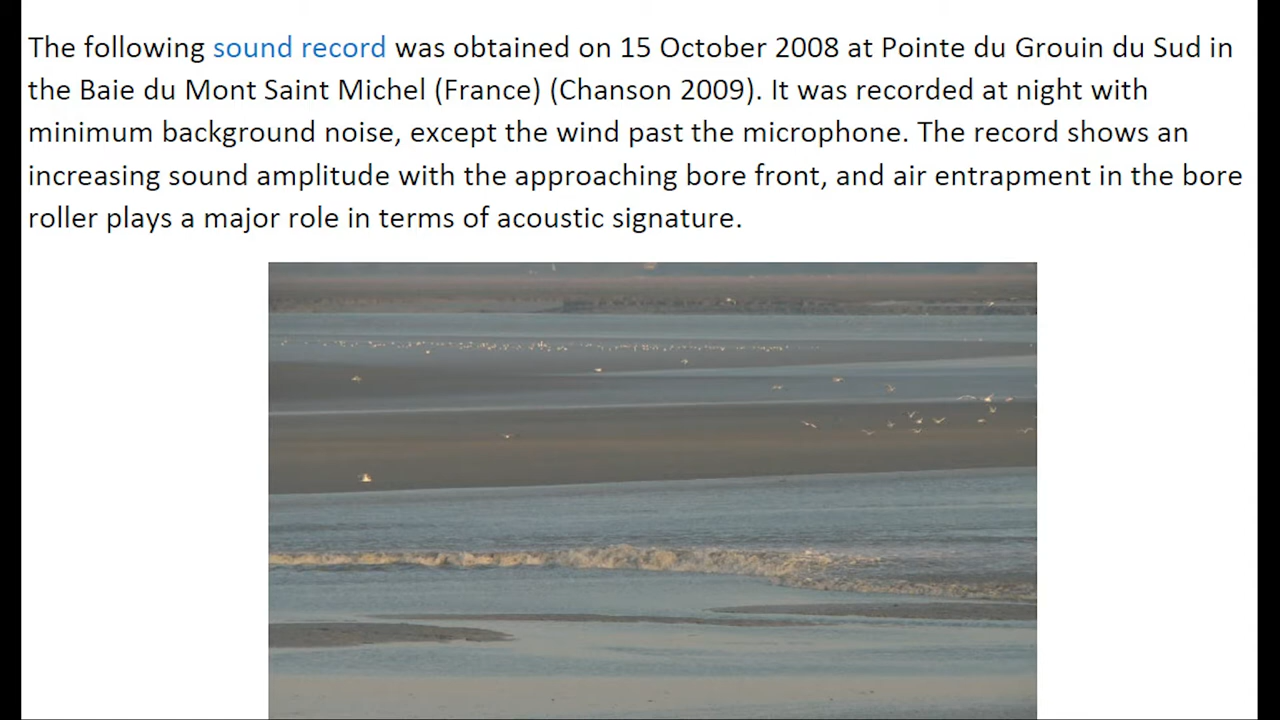 The following sound record was obtained on 15 October 2008 at Pointe du Grouin du Sud in
the Baie du Mont Saint Michel (France) (Chanson 2009). It was recorded at night with
minimum background noise, except the wind past the microphone. The record shows an
increasing sound amplitude with the approaching bore front, and air entrapment in the bore
roller plays a major role in terms of acoustic signature.